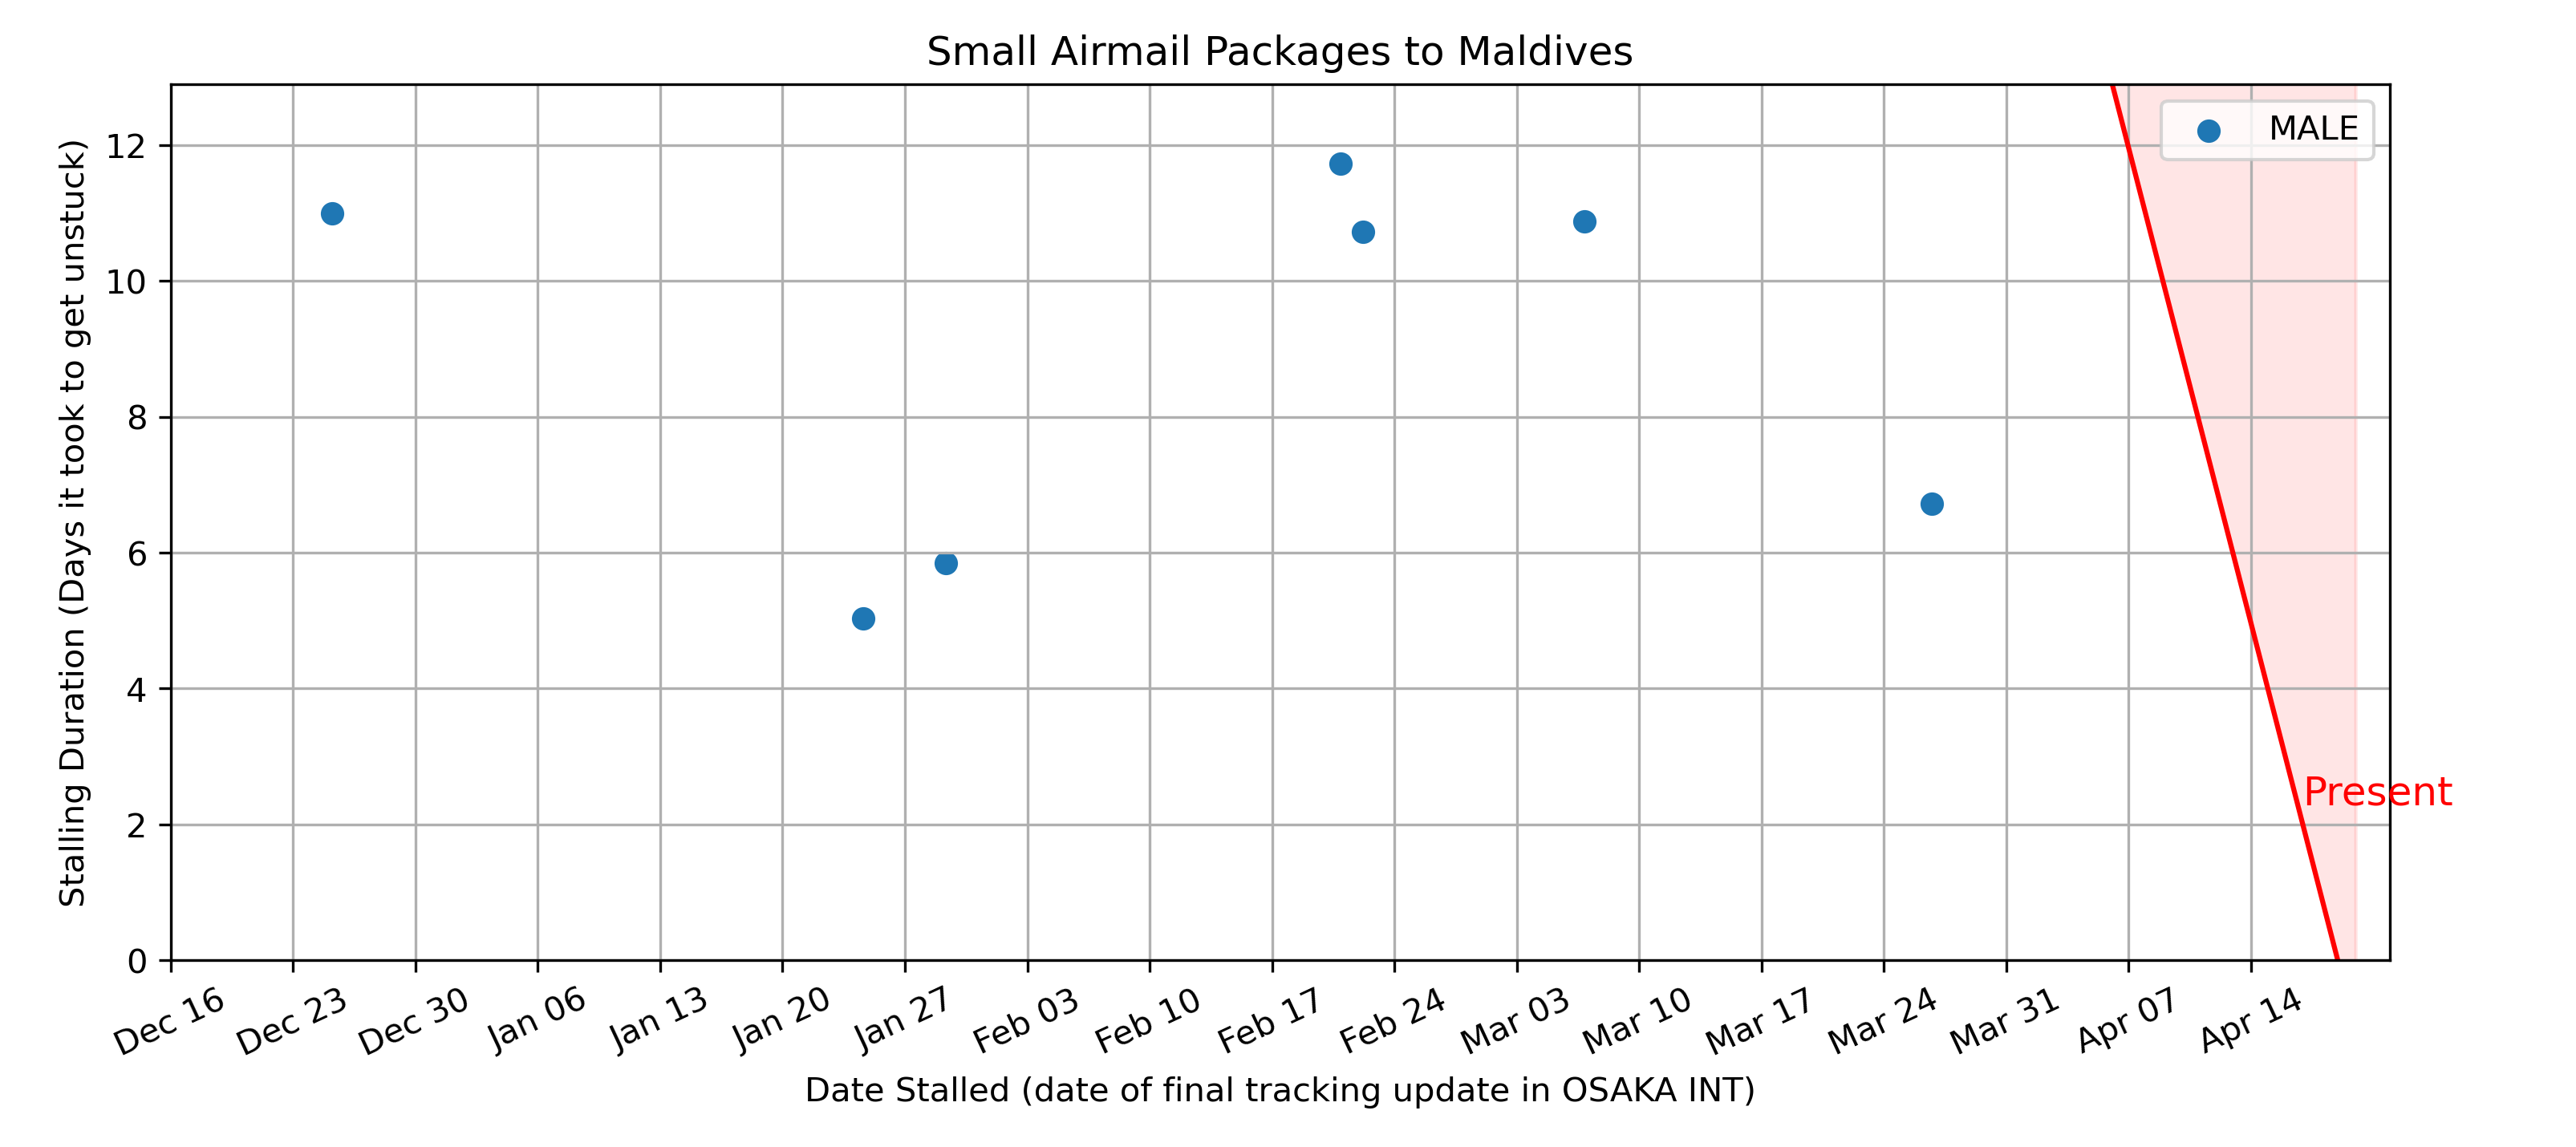 Small Airmail Packages to Maldives
MALE
Stalling Duration (Days it took to get unstuck)
12
10
8
6
4
2
0
Present
Dec 16 Dec 23 Dec 30 Jan 06 Jan 13 Jan 20 Jan 27 Feb 03 Feb 10 Feb 17 Feb 24 Mar 03 Mar 10 Mar 17 Mar 24 Mar 31 Apr 07 Apr 14
Date Stalled (date of final tracking update in OSAKA INT)